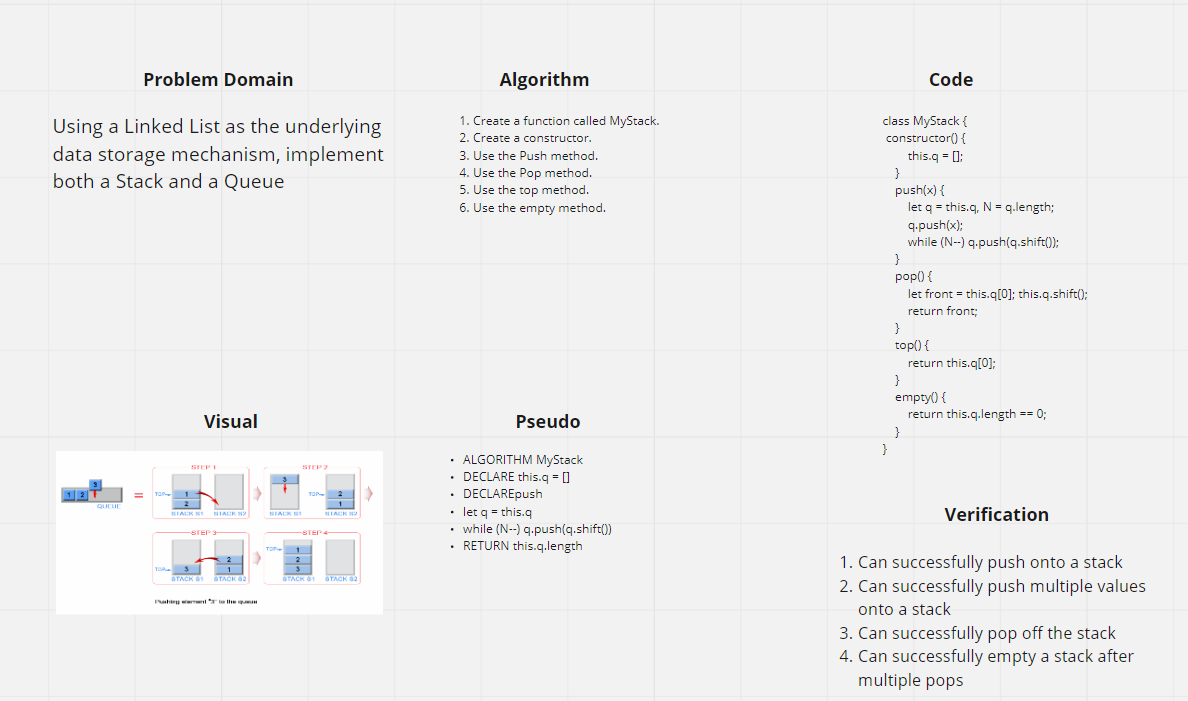 Problem Domain
Using a Linked List as the underlying
data storage mechanism, implement
both a Stack and a Queue
Algorithm
1. Create a function called MyStack.
2. Create a constructor.
3. Use the Push method.
4. Use the Pop method.
5. Use the top method.
6. Use the empty method.
Code
class MyStack {
constructor() {
this.q = [];
}
push(x) {
let q = this.q, N = q.length;
q.push(x);
while (N--) q.push(q.shift());
}
pop() {
let front = this.q[0]; this.q.shift();
return front;
}
top() {
return this.q[0];
}
empty() {
return this.q.length == 0;
}
}
Visual
3
1 2
QUEUE
=
STEP 1
TOP→ 1
2
STACK S1 STACK S2
STEP 2
3
TOP→ 2
1
STACK S1 STACK S2
STEP 3
2
TOP→ 3 1
STACK S1 STACK S2
STEP 4
TOP→ 1
2
3
STACK S1 STACK S2
Pushing element "3" to the queue
Pseudo
• ALGORITHM MyStack
• DECLARE this.q = []
• DECLAREpush
• let q = this.q
• while (N--) q.push(q.shift())
• RETURN this.q.length
Verification
1. Can successfully push onto a stack
2. Can successfully push multiple values
onto a stack
3. Can successfully pop off the stack
4. Can successfully empty a stack after
multiple pops